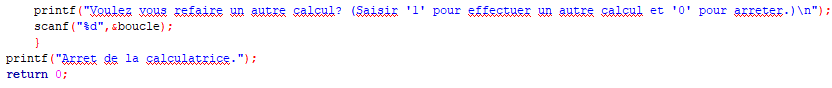 printf("Voulez vous refaire un autre calcul? (Saisir '1' pour effectuer un autre calcul et '0' pour arreter.)\n");
scanf("%d",&boucle);
}
printf("Arret de la calculatrice.");
return 0;